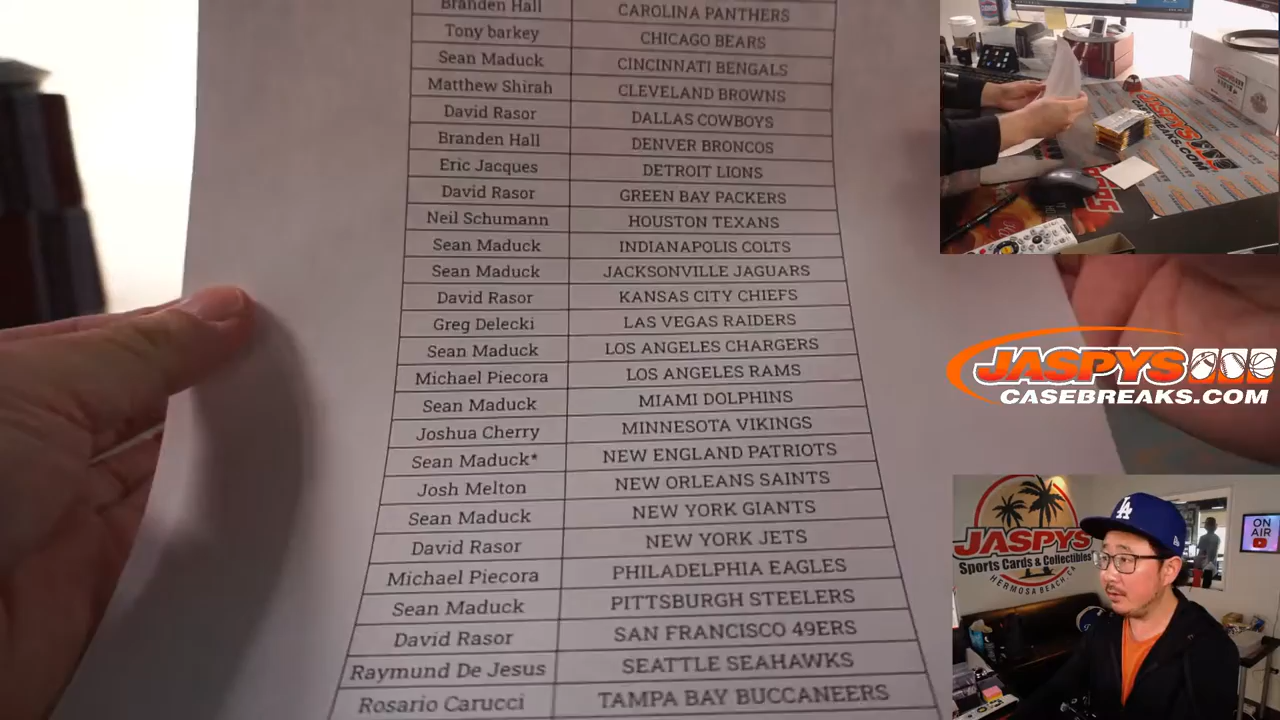 Branden Hall CAROLINA PANTHERS
Tony barkey CHICAGO BEARS
Sean Maduck CINCINNATI BENGALS
Matthew Shirah CLEVELAND BROWNS
David Rasor DALLAS COWBOYS
Branden Hall DENVER BRONCOS
Eric Jacques DETROIT LIONS
David Rasor GREEN BAY PACKERS
Neil Schumann HOUSTON TEXANS
Sean Maduck INDIANAPOLIS COLTS
Sean Maduck JACKSONVILLE JAGUARS
David Rasor KANSAS CITY CHIEFS
Greg Delecki LAS VEGAS RAIDERS
Sean Maduck LOS ANGELES CHARGERS
Michael Piecora LOS ANGELES RAMS
Sean Maduck MIAMI DOLPHINS
Joshua Cherry MINNESOTA VIKINGS
Sean Maduck* NEW ENGLAND PATRIOTS
Josh Melton NEW ORLEANS SAINTS
Sean Maduck NEW YORK GIANTS
David Rasor NEW YORK JETS
Michael Piecora PHILADELPHIA EAGLES
Sean Maduck PITTSBURGH STEELERS
David Rasor SAN FRANCISCO 49ERS
Raymund De Jesus SEATTLE SEAHAWKS
Rosario Carucci TAMPA BAY BUCCANEERS
JASPYS
CASEBREAKS.COM
JASPYS
CASEBREAKS.COM
JASPYS
Sports Cards & Collectibles
HERMOSA BEACH CA
LA
ON
AIR